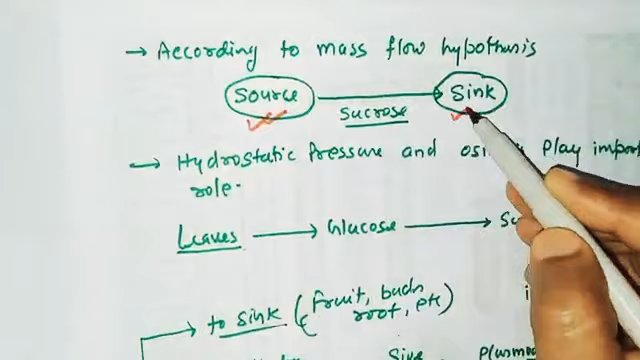 → According to mass flow hypothesis
Source → Sink
Sucrose
→ Hydrostatic Pressure and play
role.
Leaves → Glucose →
to sink (fruit, buds,
root, etc)